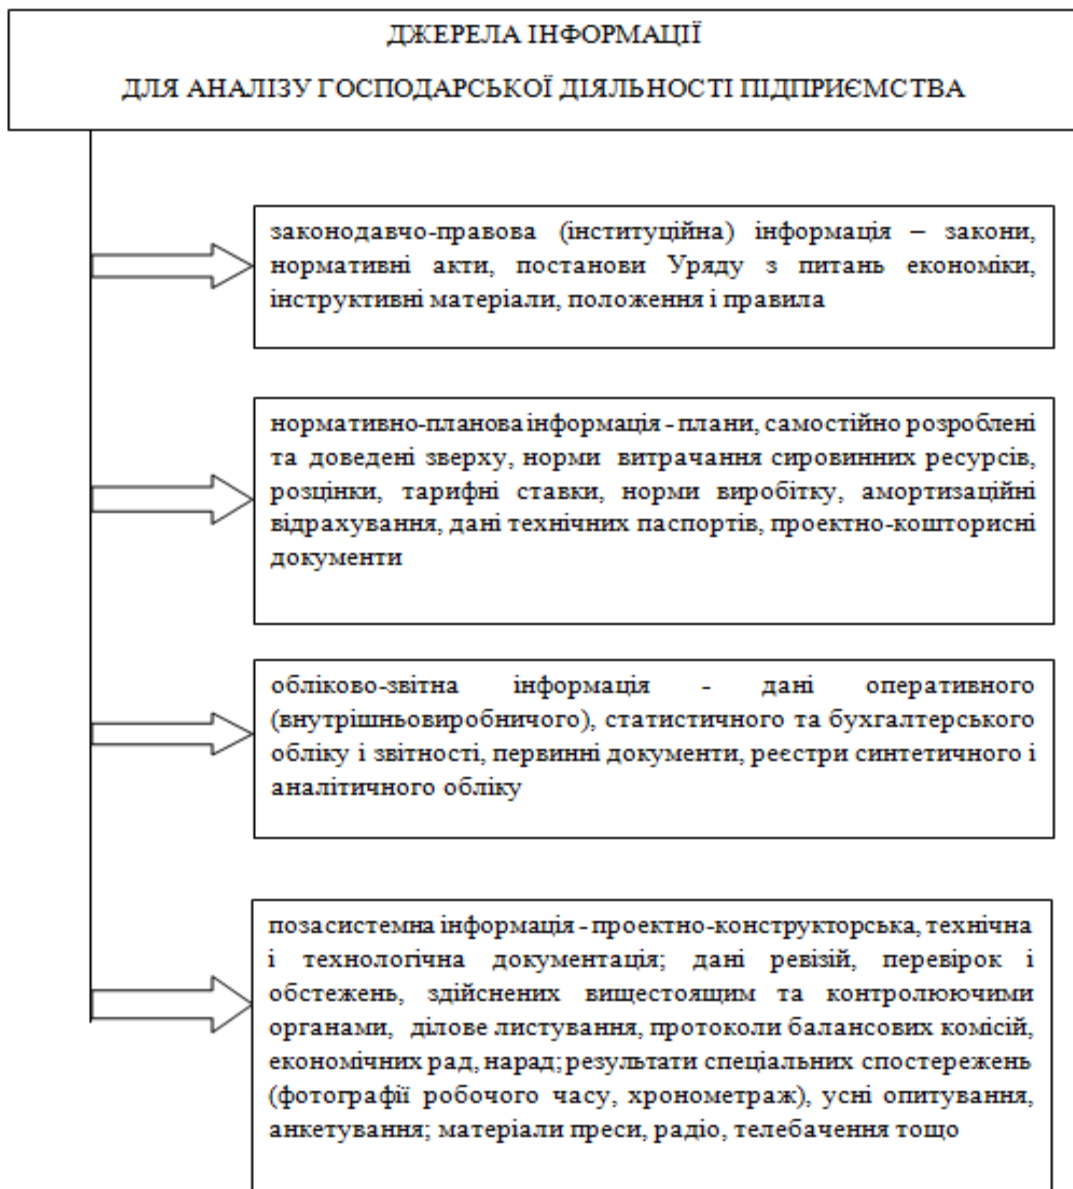 ДЖЕРЕЛА ІНФОРМАЦІЇ
ДЛЯ АНАЛІЗУ ГОСПОДАРСЬКОЇ ДІЯЛЬНОСТІ ПІДПРИЄМСТВА
законодавчо-правова (інституційна) інформація – закони,
нормативні акти, постанови Уряду з питань економіки,
інструктивні матеріали, положення і правила
нормативно-планова інформація - плани, самостійно розроблені
та доведені зверху, норми витрачання сировинних ресурсів,
розцінки, тарифні ставки, норми виробітку, амортизаційні
відрахування, дані технічних паспортів, проектно-кошторисні
документи
обліково-звітна інформація - дані оперативного
(внутрішньовиробничого), статистичного та бухгалтерського
обліку і звітності, первинні документи, реєстри синтетичного і
аналітичного обліку
позасистемна інформація - проектно-конструкторська, технічна
і технологічна документація; дані ревізій, перевірок і
обстежень, здійснених вищестоящим та контролюючими
органами, ділове листування, протоколи балансових комісій,
економічних рад, нарад; результати спеціальних спостережень
(фотографії робочого часу, хронометраж), усні опитування,
анкетування; матеріали преси, радіо, телебачення тощо